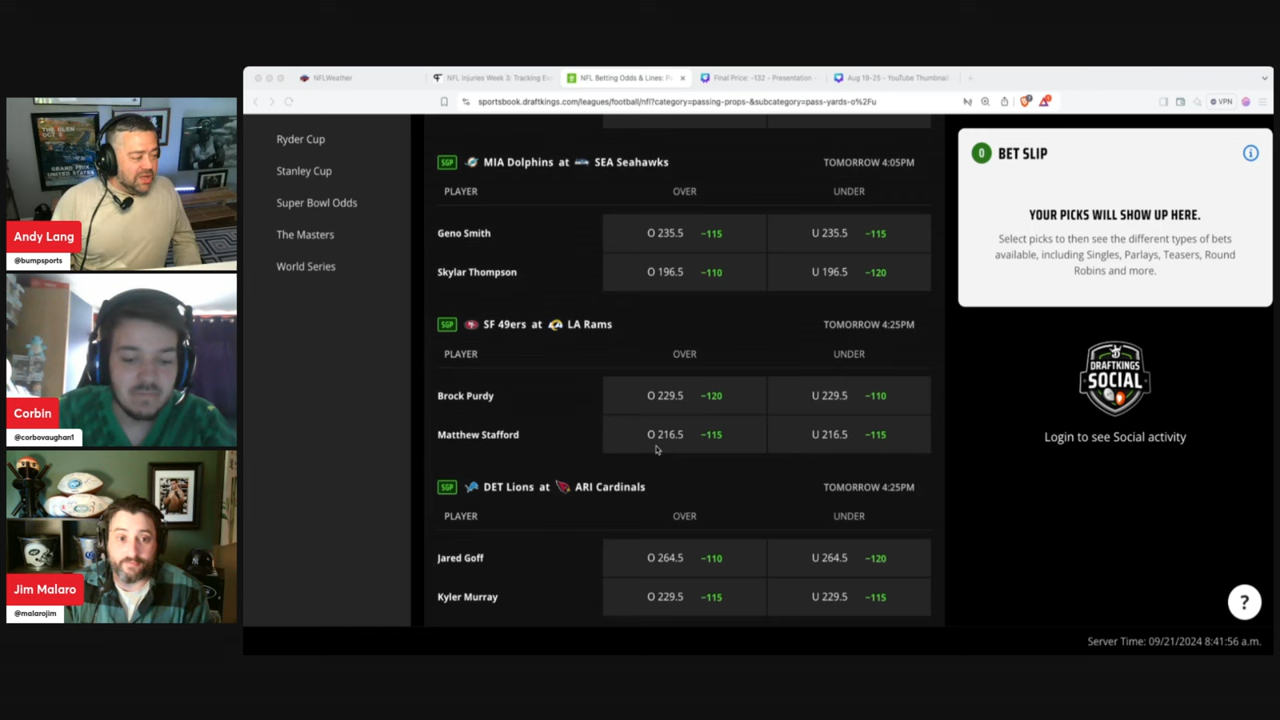 NFLWeather
NFL Injuries Week 3: Tracking Ex
NFL Betting Odds & Lines: P
Final Price: -132 - Presentation -
Aug 19-25 - YouTube Thumbnail
sportsbook.draftkings.com/leagues/football/nfl?category=passing-props-&subcategory=pass-yards-o%2Fu
VPN
THE GLEN
GRAND PRIX
UNITED STATES
Andy Lang
@bumpsports
Corbin
@corbovaughan1
Jim Malaro
@malarojim
Ryder Cup
Stanley Cup
Super Bowl Odds
The Masters
World Series
SGP MIA Dolphins at SEA Seahawks TOMORROW 4:05PM
PLAYER OVER UNDER
Geno Smith O 235.5 −115 U 235.5 −115
Skylar Thompson O 196.5 −110 U 196.5 −120
SGP SF 49ers at LA Rams TOMORROW 4:25PM
PLAYER OVER UNDER
Brock Purdy O 229.5 −120 U 229.5 −110
Matthew Stafford O 216.5 −115 U 216.5 −115
SGP DET Lions at ARI Cardinals TOMORROW 4:25PM
PLAYER OVER UNDER
Jared Goff O 264.5 −110 U 264.5 −120
Kyler Murray O 229.5 −115 U 229.5 −115
0 BET SLIP
YOUR PICKS WILL SHOW UP HERE.
Select picks to then see the different types of bets
available, including Singles, Parlays, Teasers, Round
Robins and more.
DRAFTKINGS
SOCIAL
Login to see Social activity
?
Server Time: 09/21/2024 8:41:56 a.m.